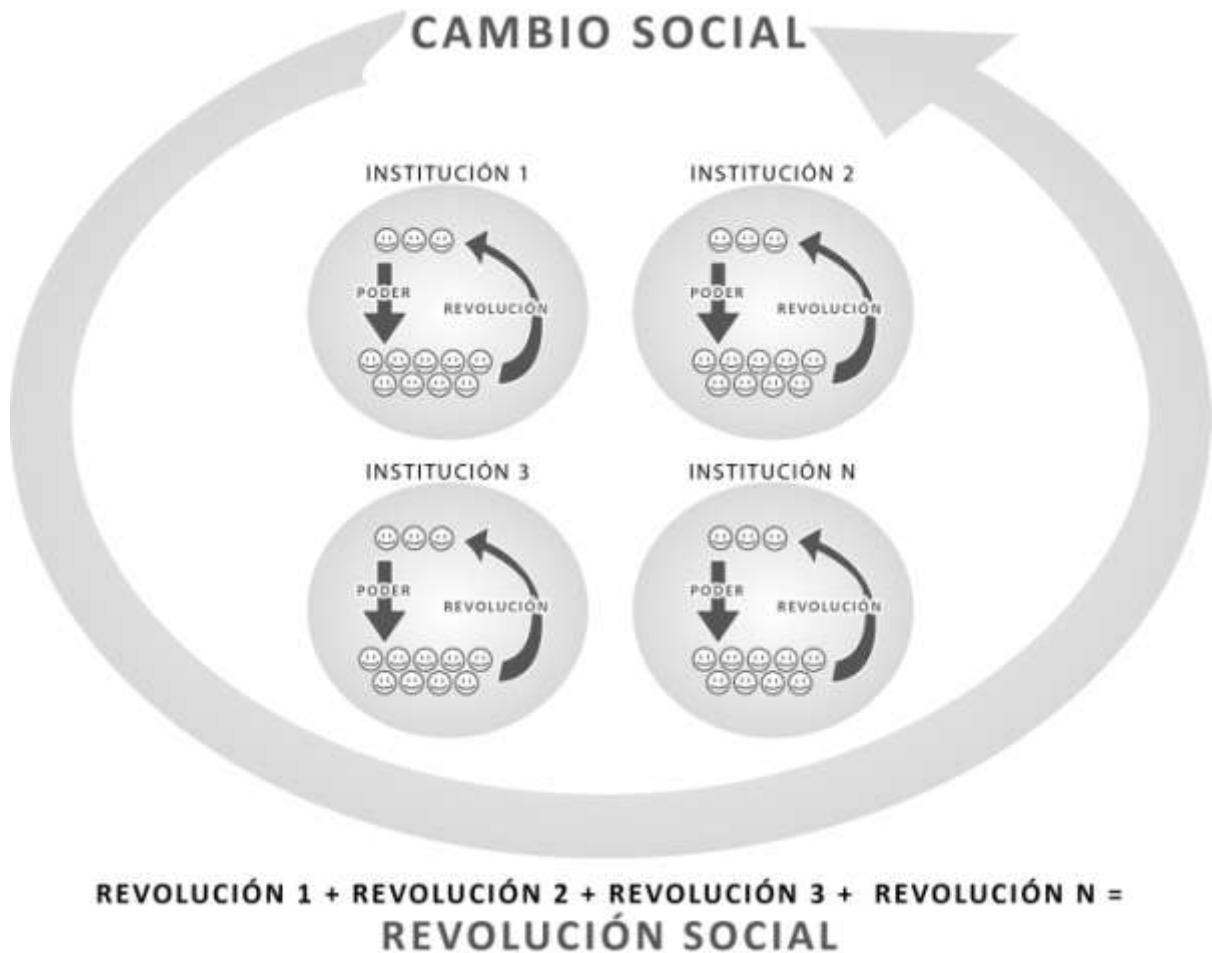 CAMBIO SOCIAL
INSTITUCIÓN 1
INSTITUCIÓN 2
PODER
REVOLUCIÓN
PODER
REVOLUCIÓN
INSTITUCIÓN 3
INSTITUCIÓN N
PODER
REVOLUCIÓN
PODER
REVOLUCIÓN
REVOLUCIÓN 1 + REVOLUCIÓN 2 + REVOLUCIÓN 3 + REVOLUCIÓN N =
REVOLUCIÓN SOCIAL